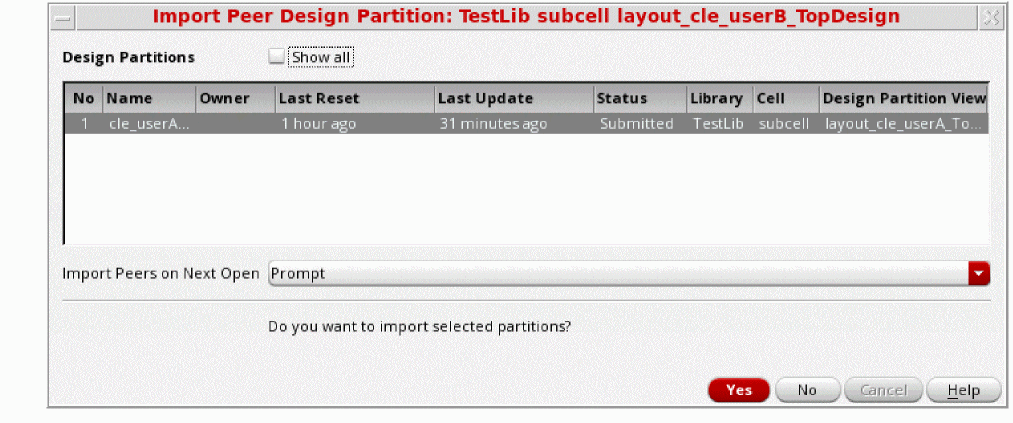 Import Peer Design Partition: TestLib subcell layout_cle_userB_TopDesign
Design Partitions Show all
No Name Owner Last Reset Last Update Status Library Cell Design Partition View
1 cle_userA... 1 hour ago 31 minutes ago Submitted TestLib subcell layout_cle_userA_To...
Import Peers on Next Open Prompt
Do you want to import selected partitions?
Yes No Cancel Help